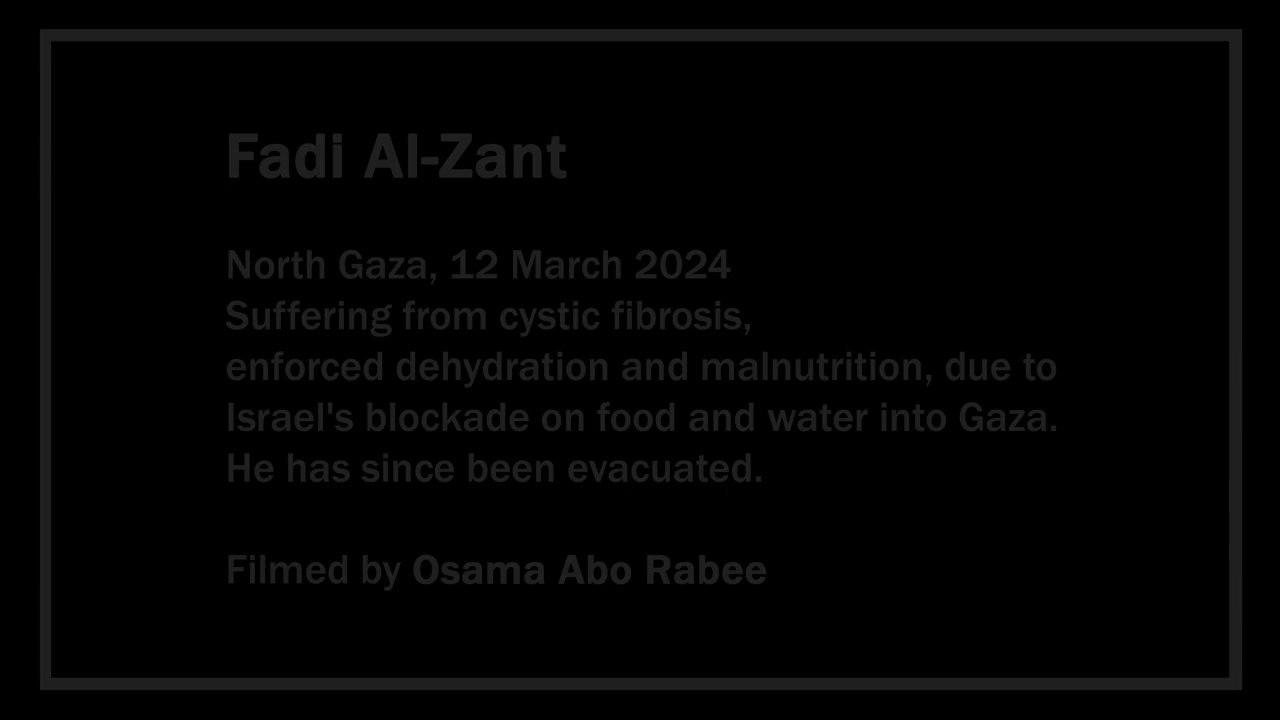 Fadi Al-Zant
North Gaza, 12 March 2024
Suffering from cystic fibrosis,
enforced dehydration and malnutrition, due to
Israel's blockade on food and water into Gaza.
He has since been evacuated.
Filmed by Osama Abo Rabee